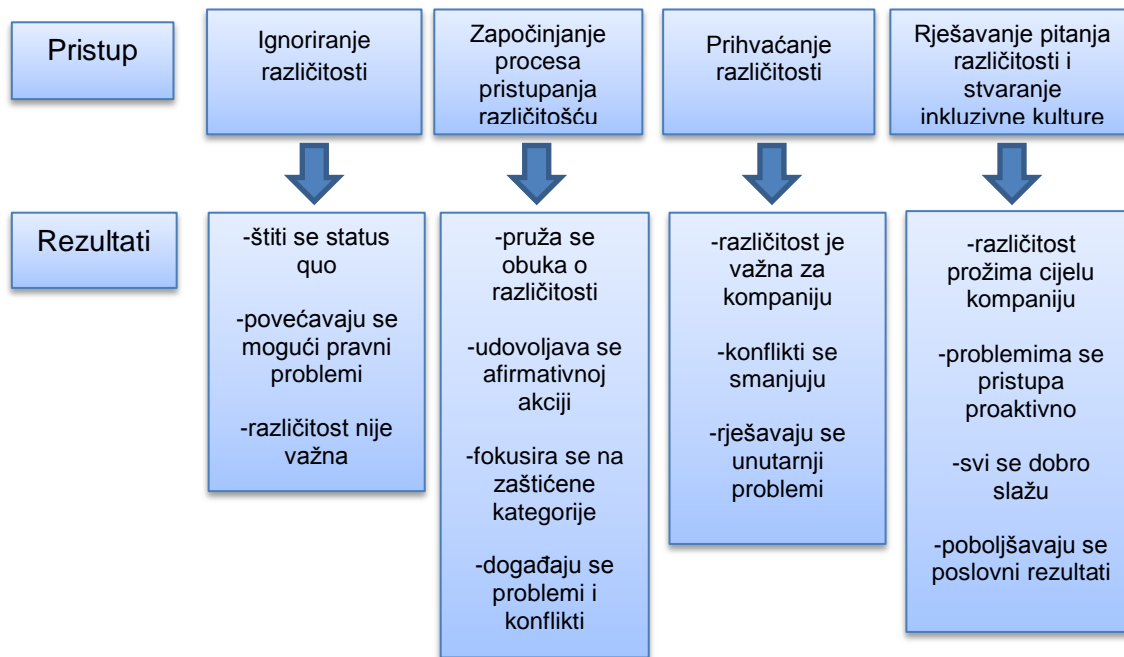 Pristup
Ignoriranje
različitosti
Započinjanje
procesa
pristupanja
različitošću
Prihvaćanje
različitosti
Rješavanje pitanja
različitosti i
stvaranje
inkluzivne kulture
Rezultati
-štiti se status
quo
-povećavaju se
mogući pravni
problemi
-različitost nije
važna
-pruža se
obuka o
različitosti
-udovoljava se
afirmativnoj
akciji
-fokusira se na
zaštićene
kategorije
-događaju se
problemi i
konflikti
-različitost je
važna za
kompaniju
-konflikti se
smanjuju
-rješavaju se
unutarnji
problemi
-različitost
prožima cijelu
kompaniju
-problemima se
pristupa
proaktivno
-svi se dobro
slažu
-poboljšavaju se
poslovni rezultati